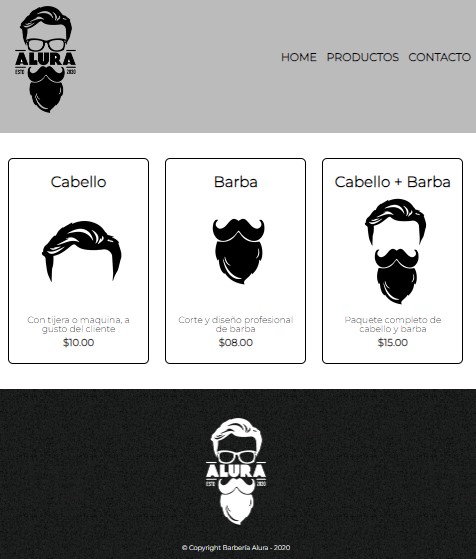 ALURA
ESTD 2020
HOME PRODUCTOS CONTACTO
Cabello
Con tijera o maquina, a
gusto del cliente
$10.00
Barba
Corte y diseño profesional
de barba
$08.00
Cabello + Barba
Paquete completo de
cabello y barba
$15.00
ALURA
ESTD 2020
© Copyright Barbería Alura - 2020